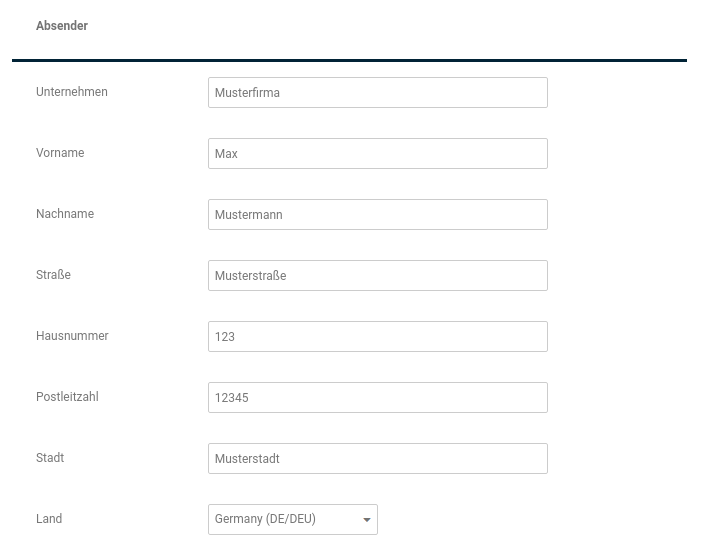 Absender
Unternehmen Musterfirma
Vorname Max
Nachname Mustermann
Straße Musterstraße
Hausnummer 123
Postleitzahl 12345
Stadt Musterstadt
Land Germany (DE/DEU)